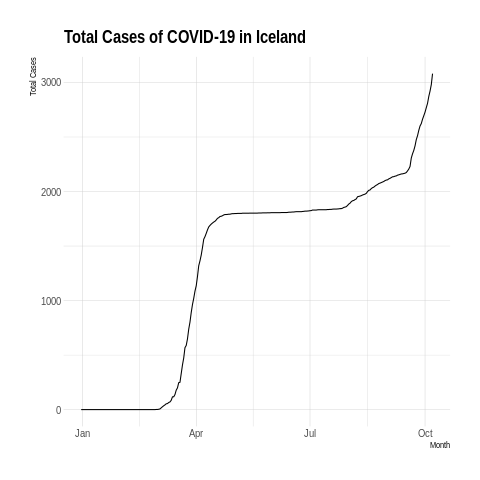 Total Cases of COVID-19 in Iceland
Total Cases
3000
2000
1000
0
Jan Apr Jul Oct
Month